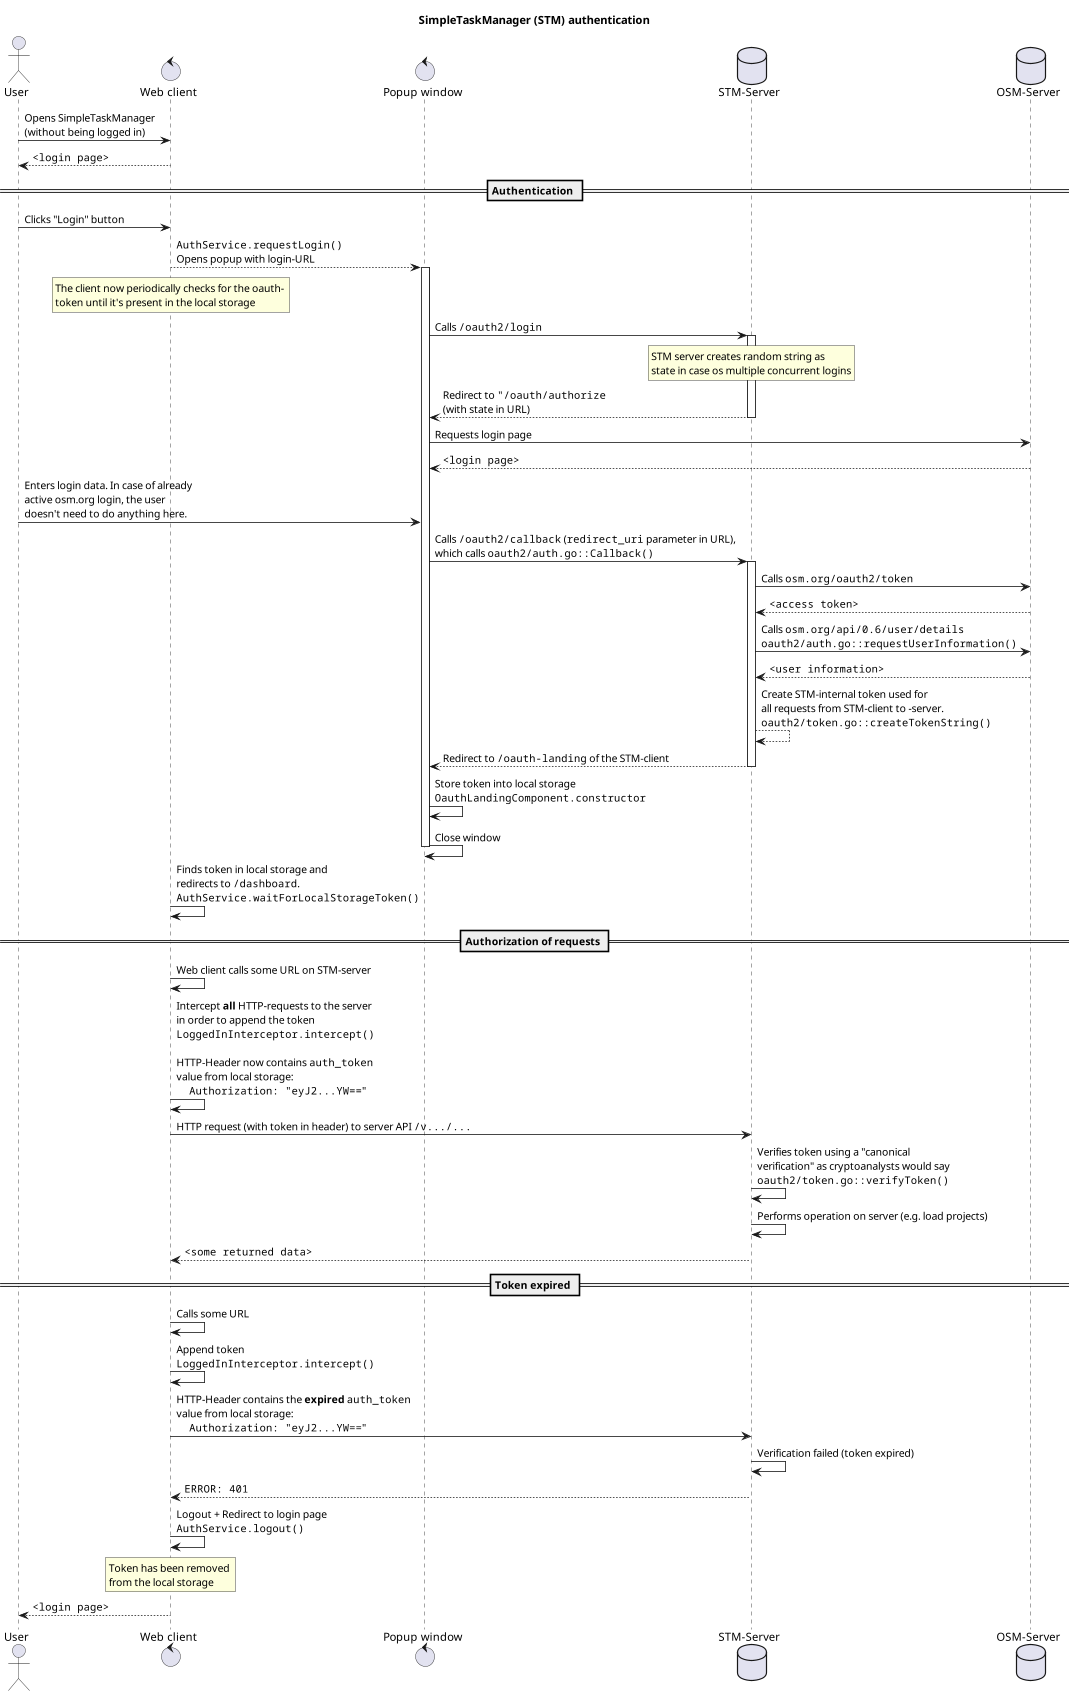 SimpleTaskManager (STM) authentication
User
Web client
Popup window
STM-Server
OSM-Server
Opens SimpleTaskManager
(without being logged in)
<login page>
Authentication
Clicks "Login" button
AuthService.requestLogin()
Opens popup with login-URL
The client now periodically checks for the oauth-
token until it's present in the local storage
Calls /oauth2/login
STM server creates random string as
state in case os multiple concurrent logins
Redirect to "/oauth/authorize
(with state in URL)
Requests login page
<login page>
Enters login data. In case of already
active osm.org login, the user
doesn't need to do anything here.
Calls /oauth2/callback (redirect_uri parameter in URL),
which calls oauth2/auth.go::Callback()
Calls osm.org/oauth2/token
<access token>
Calls osm.org/api/0.6/user/details
oauth2/auth.go::requestUserInformation()
<user information>
Create STM-internal token used for
all requests from STM-client to -server.
oauth2/token.go::createTokenString()
Redirect to /oauth-landing of the STM-client
Store token into local storage
OauthLandingComponent.constructor
Close window
Finds token in local storage and
redirects to /dashboard.
AuthService.waitForLocalStorageToken()
Authorization of requests
Web client calls some URL on STM-server
Intercept all HTTP-requests to the server
in order to append the token
LoggedInInterceptor.intercept()
HTTP-Header now contains auth_token
value from local storage:
Authorization: "eyJ2...YW=="
HTTP request (with token in header) to server API /v.../...
Verifies token using a "canonical
verification" as cryptoanalysts would say
oauth2/token.go::verifyToken()
Performs operation on server (e.g. load projects)
<some returned data>
Token expired
Calls some URL
Append token
LoggedInInterceptor.intercept()
HTTP-Header contains the expired auth_token
value from local storage:
Authorization: "eyJ2...YW=="
Verification failed (token expired)
ERROR: 401
Logout + Redirect to login page
AuthService.logout()
Token has been removed
from the local storage
<login page>
User
Web client
Popup window
STM-Server
OSM-Server